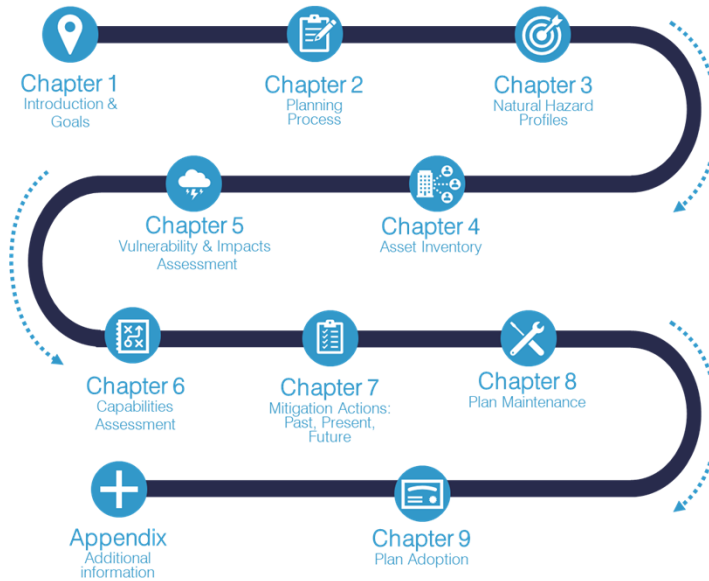 Chapter 1
Introduction &
Goals
Chapter 2
Planning
Process
Chapter 3
Natural Hazard
Profiles
Chapter 4
Asset Inventory
Chapter 5
Vulnerability & Impacts
Assessment
Chapter 6
Capabilities
Assessment
Chapter 7
Mitigation Actions:
Past, Present,
Future
Chapter 8
Plan Maintenance
Chapter 9
Plan Adoption
Appendix
Additional
information